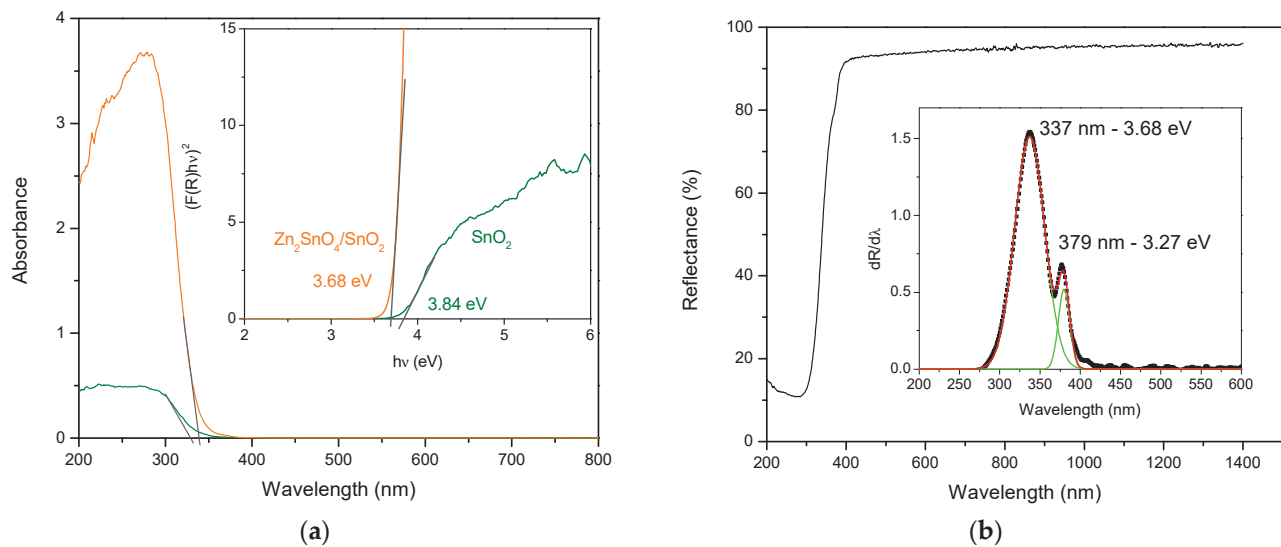 4
3
2
1
0
200
300
400
500
600
700
800
Absorbance
Wavelength (nm)
15
10
5
0
2
3
4
5
6
(F(R)hν)²
hν (eV)
Zn₂SnO₄/SnO₂
3.68 eV
SnO₂
3.84 eV
(a)
100
80
60
40
20
0
200
400
600
800
1000
1200
1400
Reflectance (%)
Wavelength (nm)
1.5
1.0
0.5
0.0
200
250
300
350
400
450
500
550
600
dR/dλ
Wavelength (nm)
337 nm - 3.68 eV
379 nm - 3.27 eV
(b)